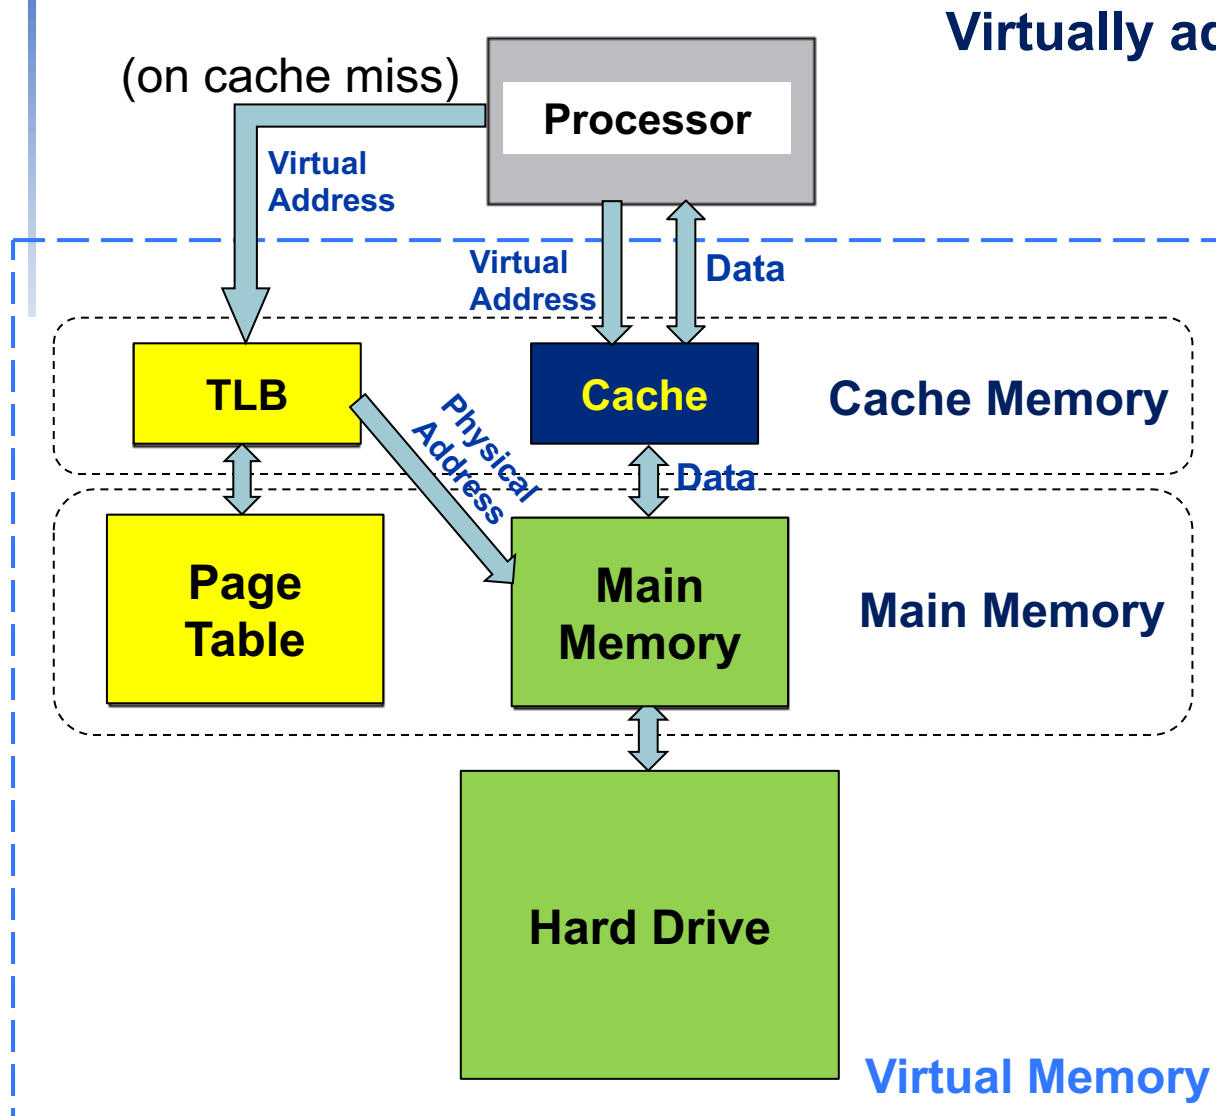 Virtually
(on cache miss)
Processor
Virtual
Address
Virtual
Address
Data
TLB
Cache
Cache Memory
Physical
Address
Data
Page
Table
Main
Memory
Main Memory
Hard Drive
Virtual Memory